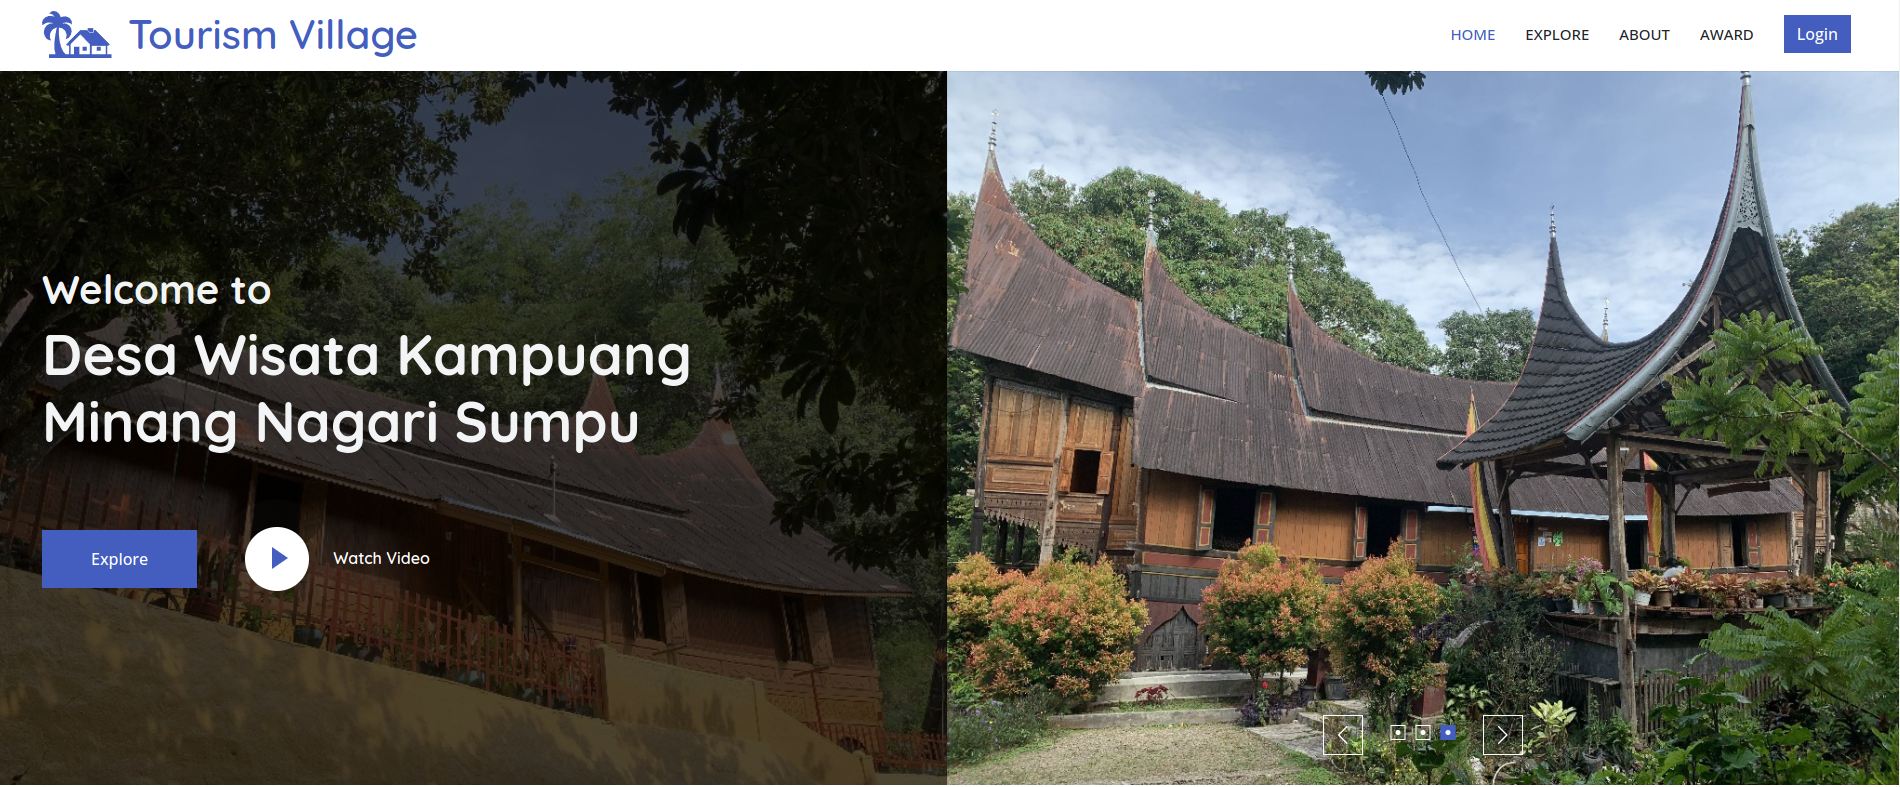 Tourism Village
HOME EXPLORE ABOUT AWARD Login
Welcome to
Desa Wisata Kampuang
Minang Nagari Sumpu
Explore Watch Video